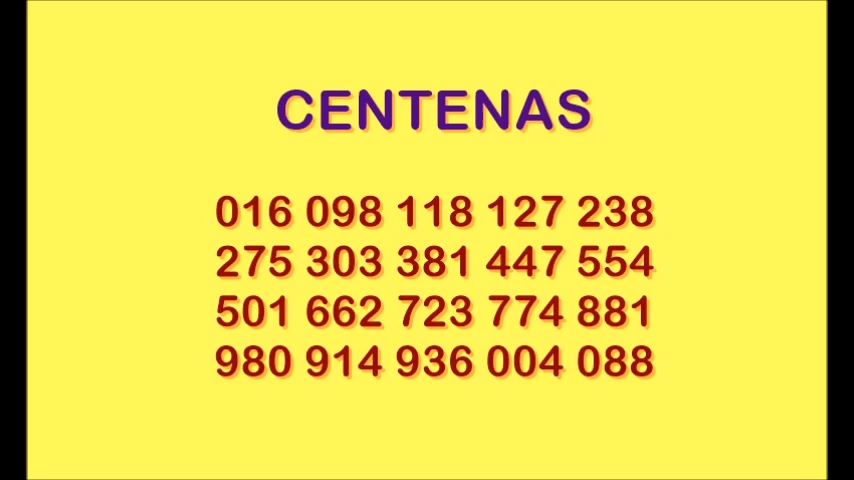 CENTENAS
016 098 118 127 238
275 303 381 447 554
501 662 723 774 881
980 914 936 004 088